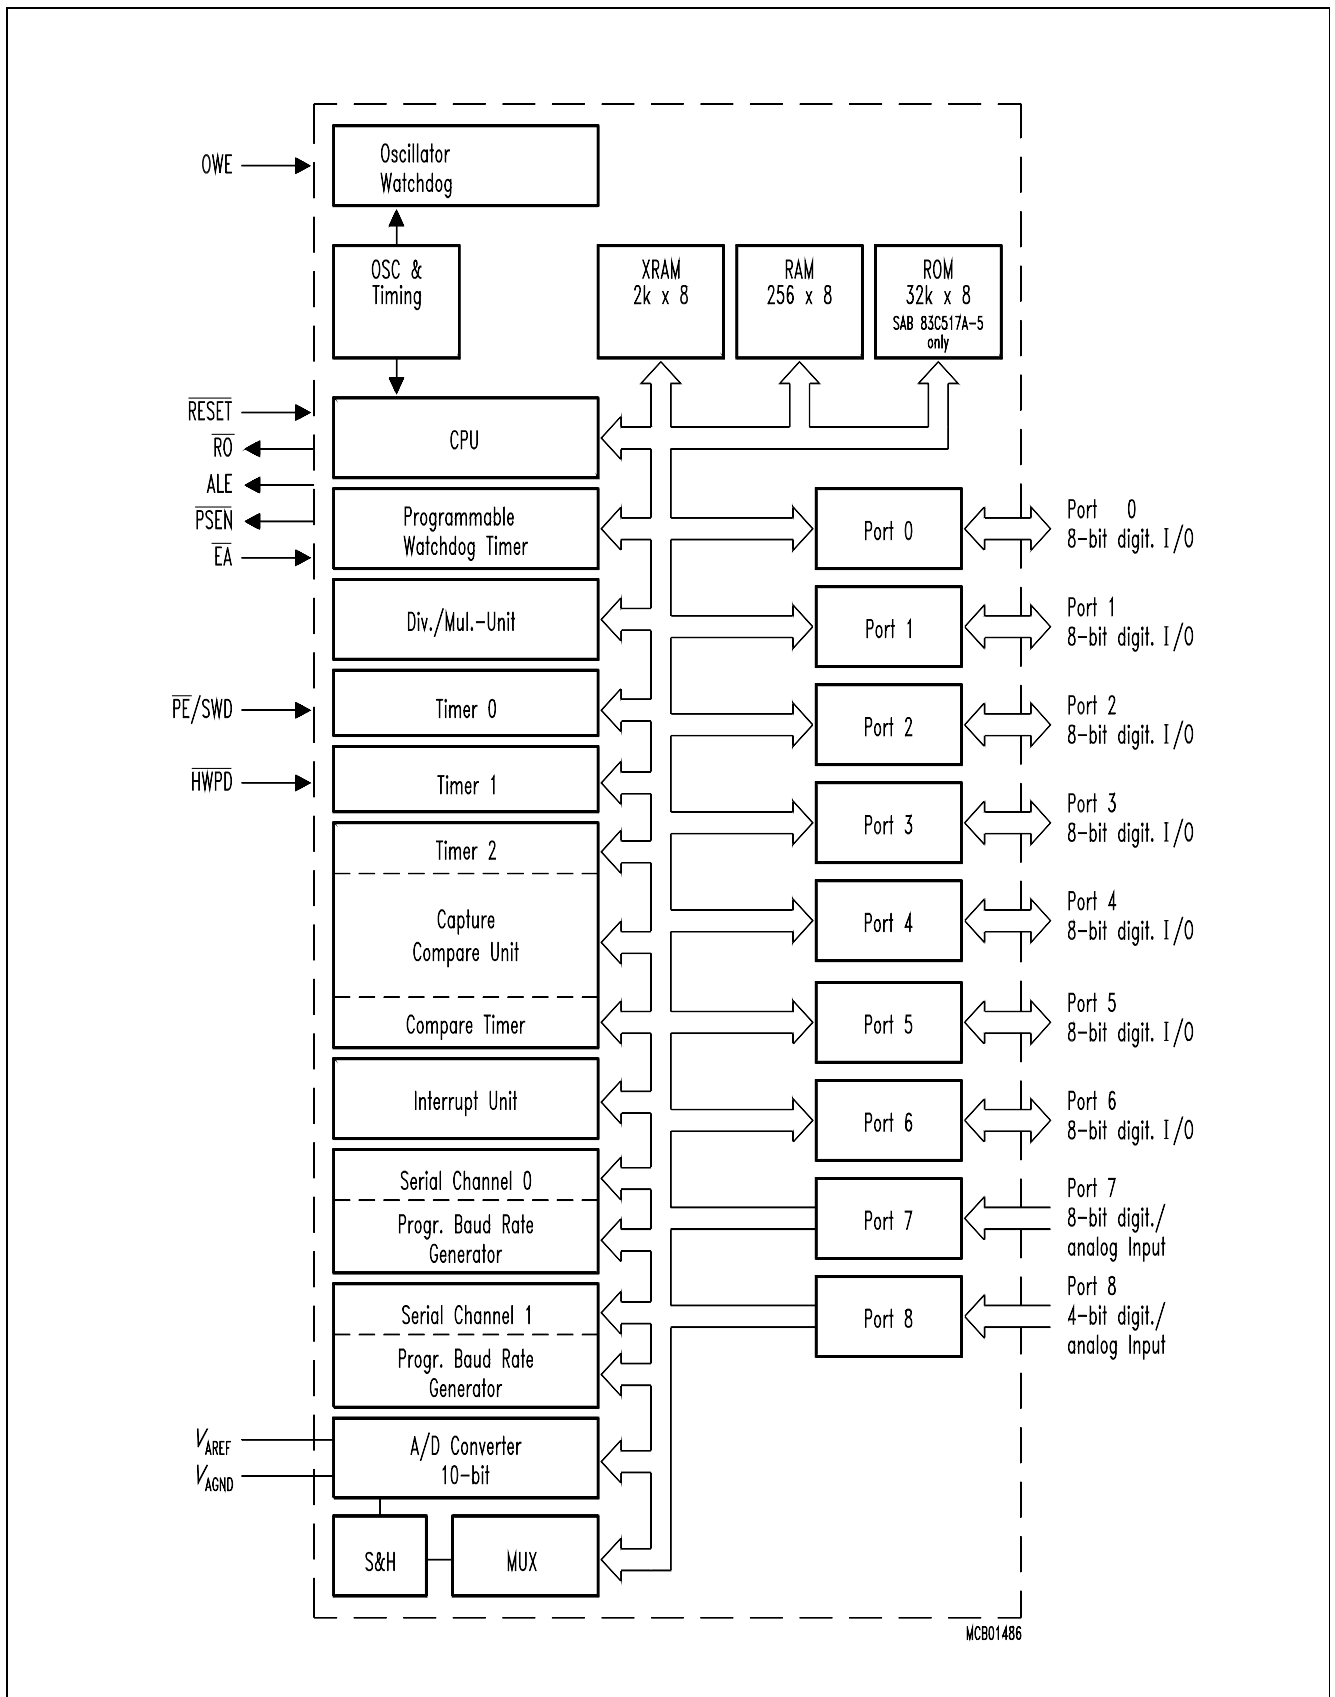 OWE
Oscillator
Watchdog
OSC &
Timing
XRAM
2k x 8
RAM
256 x 8
ROM
32k x 8
SAB 83C517A-5
only
RESET
RO
ALE
PSEN
EA
CPU
Programmable
Watchdog Timer
Port 0
Port 0
8-bit digit. I/O
Div./Mul.-Unit
Port 1
Port 1
8-bit digit. I/O
PE/SWD
Timer 0
Port 2
Port 2
8-bit digit. I/O
HWPD
Timer 1
Port 3
Port 3
8-bit digit. I/O
Timer 2
Capture
Compare Unit
Compare Timer
Port 4
Port 4
8-bit digit. I/O
Port 5
Port 5
8-bit digit. I/O
Interrupt Unit
Port 6
Port 6
8-bit digit. I/O
Serial Channel 0
Progr. Baud Rate
Generator
Port 7
Port 7
8-bit digit./
analog Input
Serial Channel 1
Progr. Baud Rate
Generator
Port 8
Port 8
4-bit digit./
analog Input
VAREF
VAGND
A/D Converter
10-bit
S&H
MUX
MCB01486